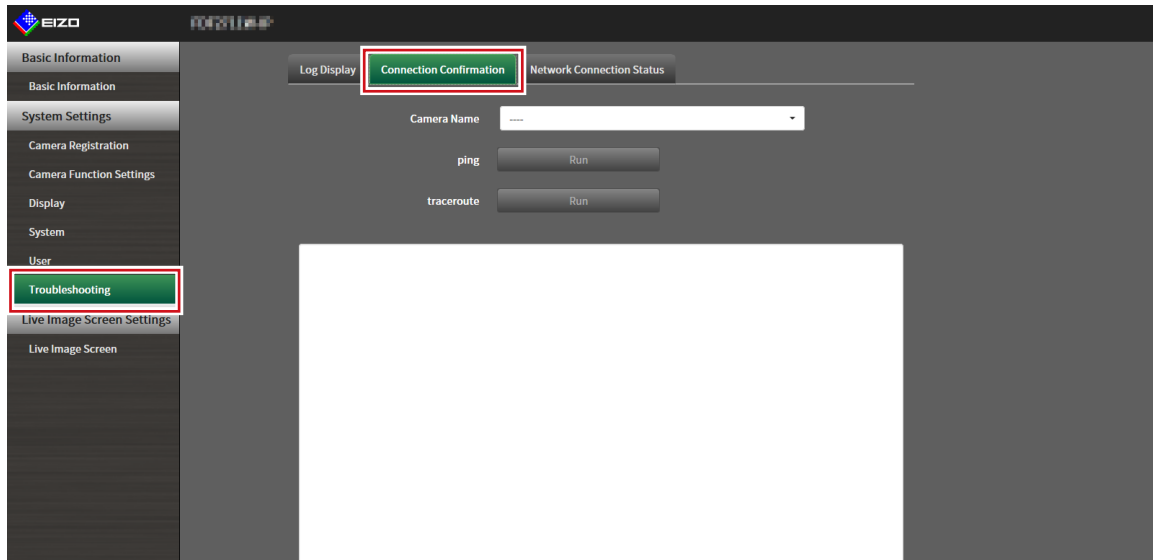 EIZO
Basic Information
Basic Information
System Settings
Camera Registration
Camera Function Settings
Display
System
User
Troubleshooting
Live Image Screen Settings
Live Image Screen
Log Display
Connection Confirmation
Network Connection Status
Camera Name
----
ping
Run
traceroute
Run